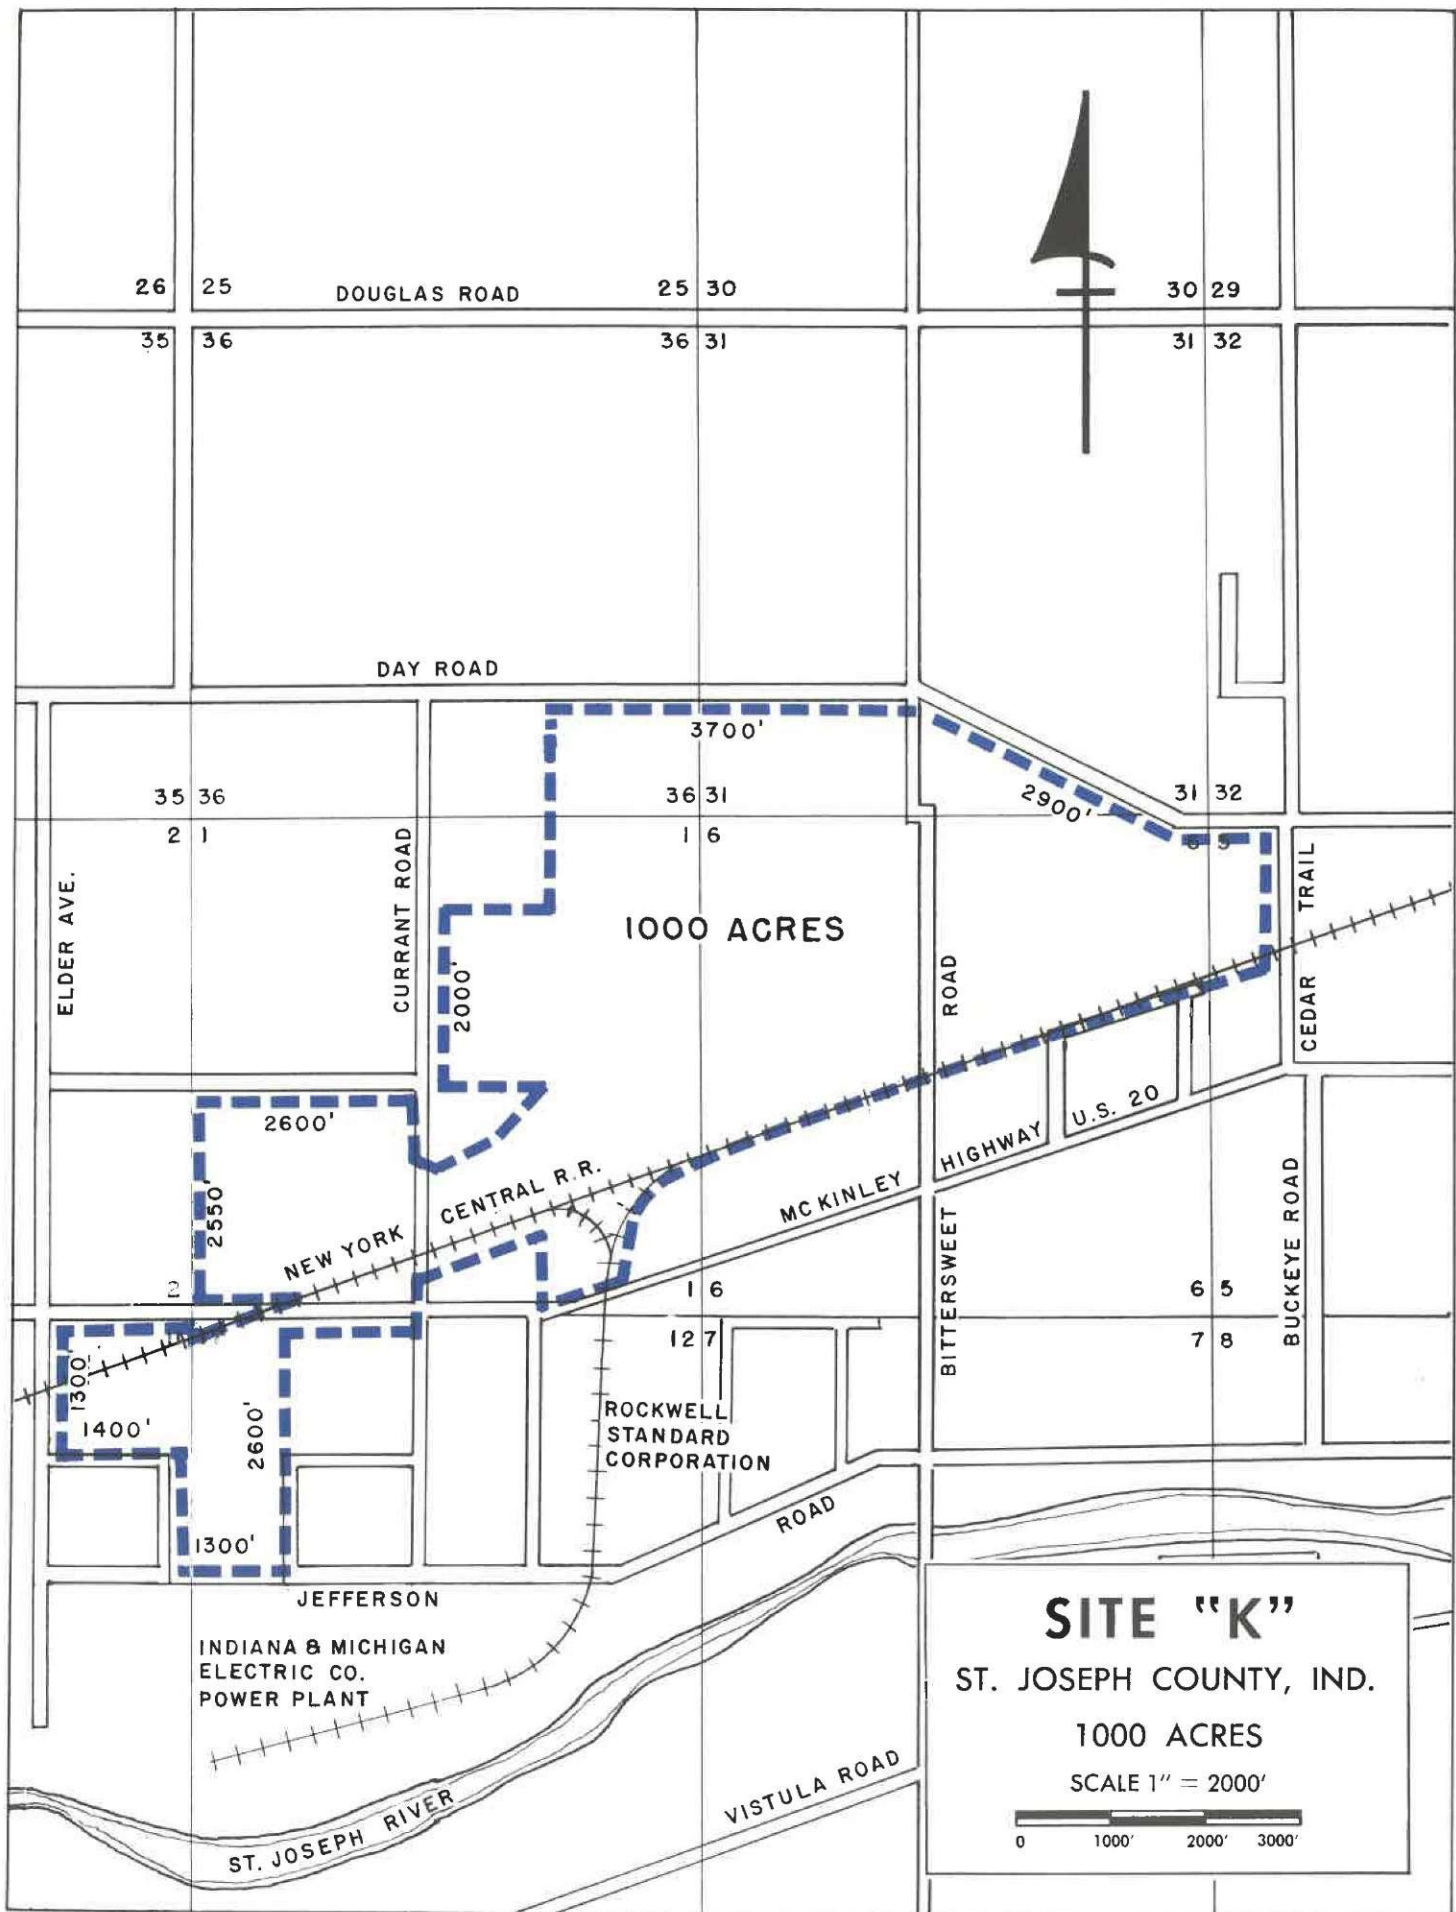 26 25
DOUGLAS ROAD
25 30
30 29
35 36
36 31
31 32
DAY ROAD
3700'
35 36
36 31
2900'
31 32
2 1
1 6
6 5
ELDER AVE.
CURRANT ROAD
2000'
1000 ACRES
ROAD
CEDAR TRAIL
2600'
2550'
NEW YORK CENTRAL R.R.
MC KINLEY HIGHWAY
U.S. 20
BITTERSWEET
BUCKEYE ROAD
2
1 6
6 5
12 7
7 8
1300'
1400'
2600'
1300'
ROCKWELL
STANDARD
CORPORATION
ROAD
JEFFERSON
INDIANA & MICHIGAN
ELECTRIC CO.
POWER PLANT
ST. JOSEPH RIVER
VISTULA ROAD
SITE "K"
ST. JOSEPH COUNTY, IND.
1000 ACRES
SCALE 1" = 2000'
0 1000' 2000' 3000'